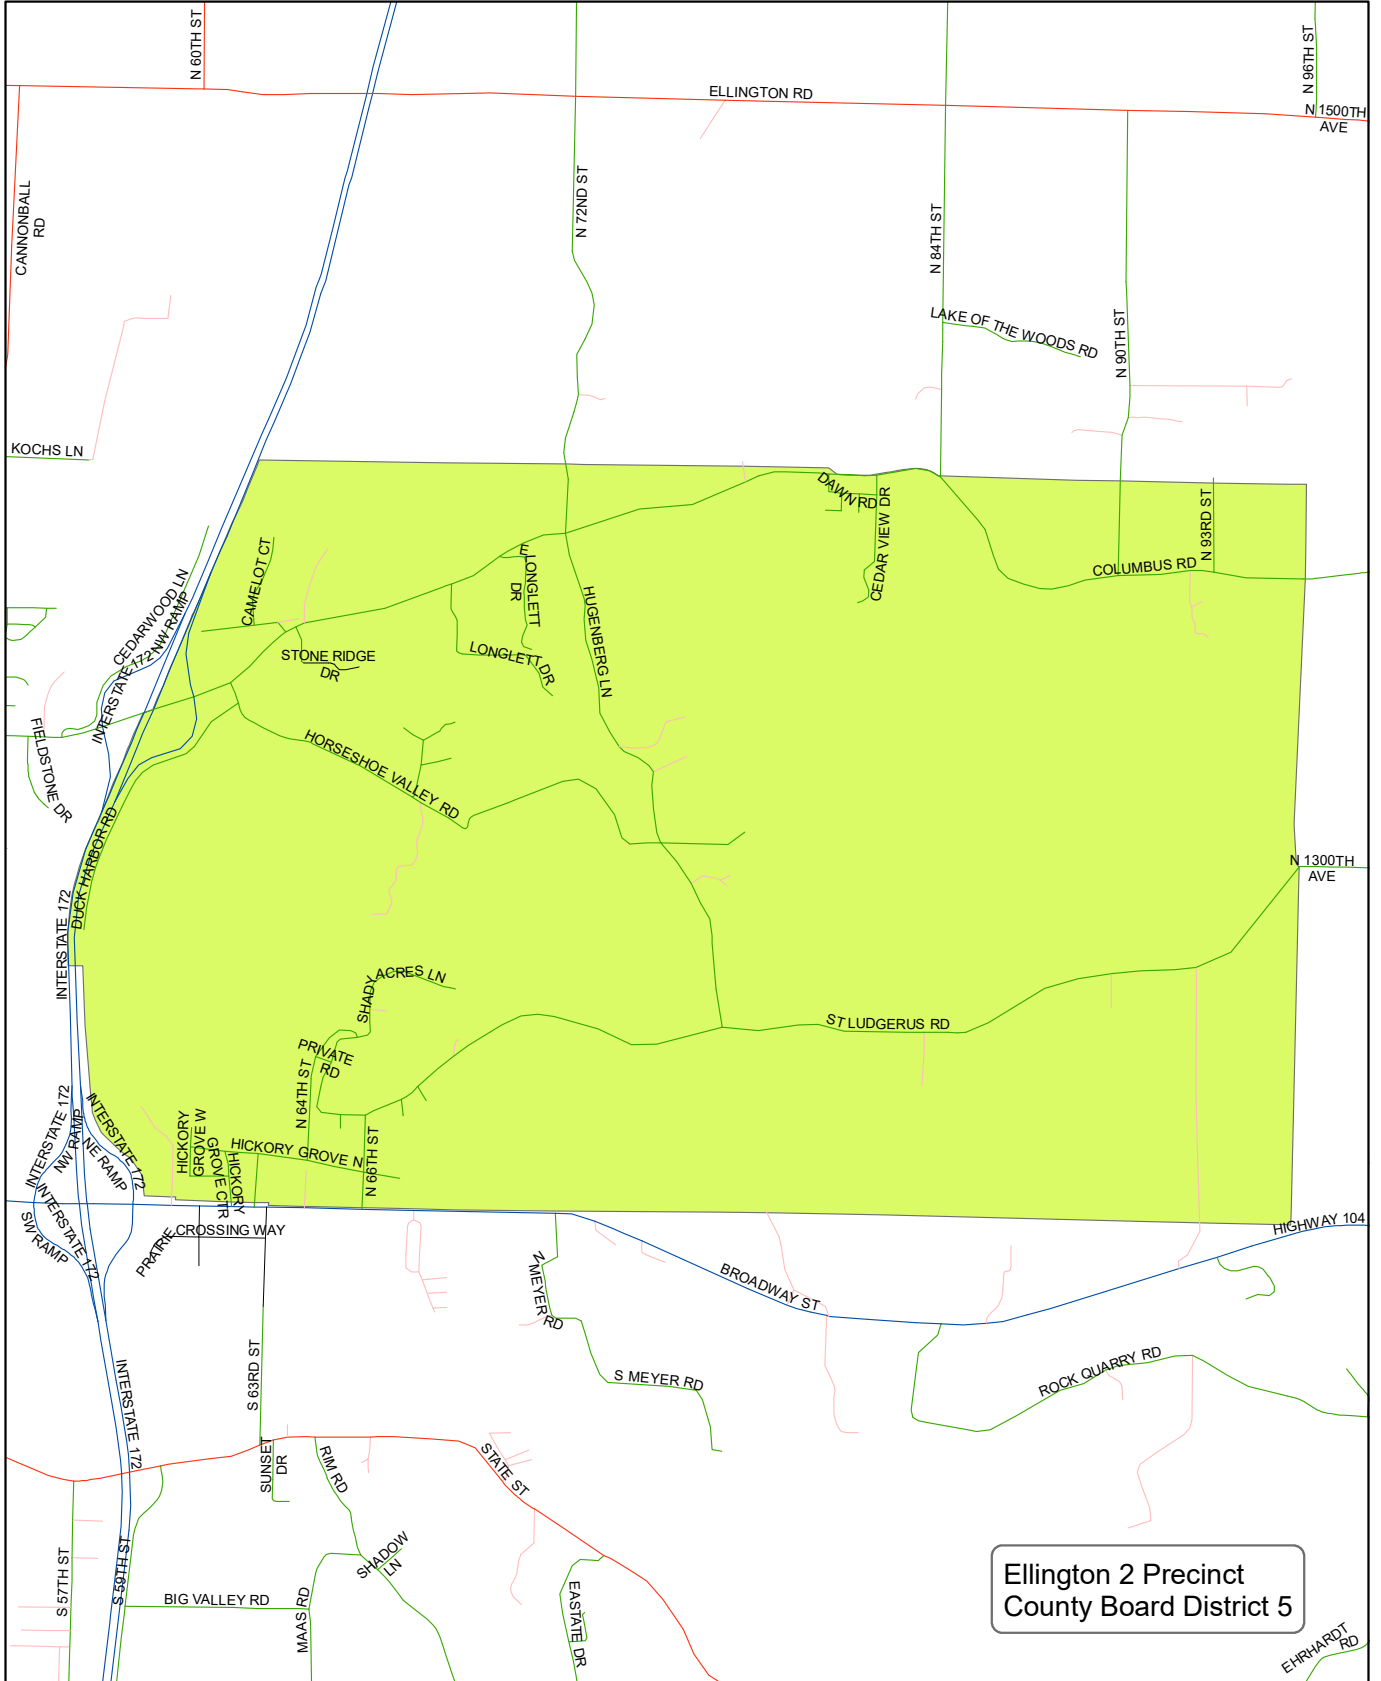 N 60TH ST
N 96TH ST
ELLINGTON RD
N 1500TH
AVE
CANNONBALL
RD
N 72ND ST
N 84TH ST
LAKE OF THE WOODS RD
N 90TH ST
KOCHS LN
DAWN RD
CEDAR VIEW DR
N 93RD ST
COLUMBUS RD
CAMELOT CT
E LONGLETT
DR
CEDARWOOD LN
INTERSTATE 172 NW RAMP
HUGENBERG LN
STONE RIDGE
DR
LONGLETT DR
FIELDSTONE DR
HORSESHOE VALLEY RD
DUCK HARBOR RD
N 1300TH
AVE
INTERSTATE 172
SHADY ACRES LN
ST LUDGERUS RD
PRIVATE
RD
N 64TH ST
INTERSTATE 172
NW RAMP
INTERSTATE 172
NE RAMP
HICKORY
GROVE W
HICKORY
GROVE CTR
HICKORY GROVE N
N 66TH ST
INTERSTATE 172
SW RAMP
PRAIRIE CROSSING WAY
HIGHWAY 104
Z MEYER RD
BROADWAY ST
S 63RD ST
S MEYER RD
ROCK QUARRY RD
INTERSTATE 172
SUNSET
DR
RIM RD
STATE ST
S 57TH ST
S 59TH ST
SHADOW
LN
BIG VALLEY RD
MAAS RD
EASTATE DR
Ellington 2 Precinct
County Board District 5
EHRHARDT
RD